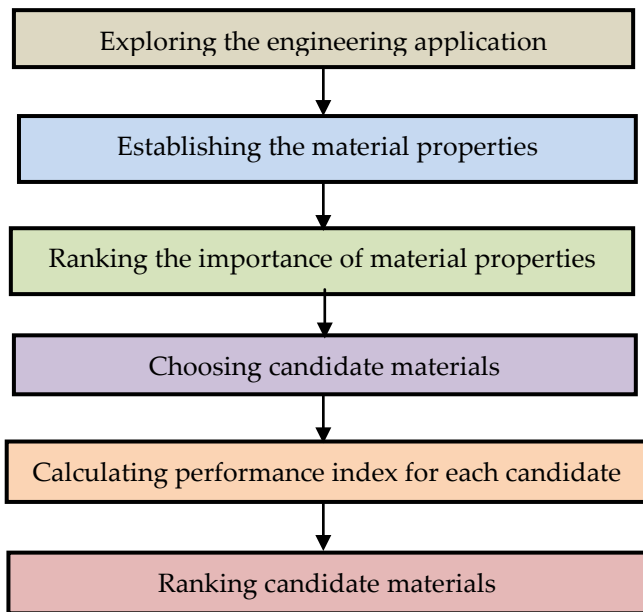 Exploring the engineering application
Establishing the material properties
Ranking the importance of material properties
Choosing candidate materials
Calculating performance index for each candidate
Ranking candidate materials